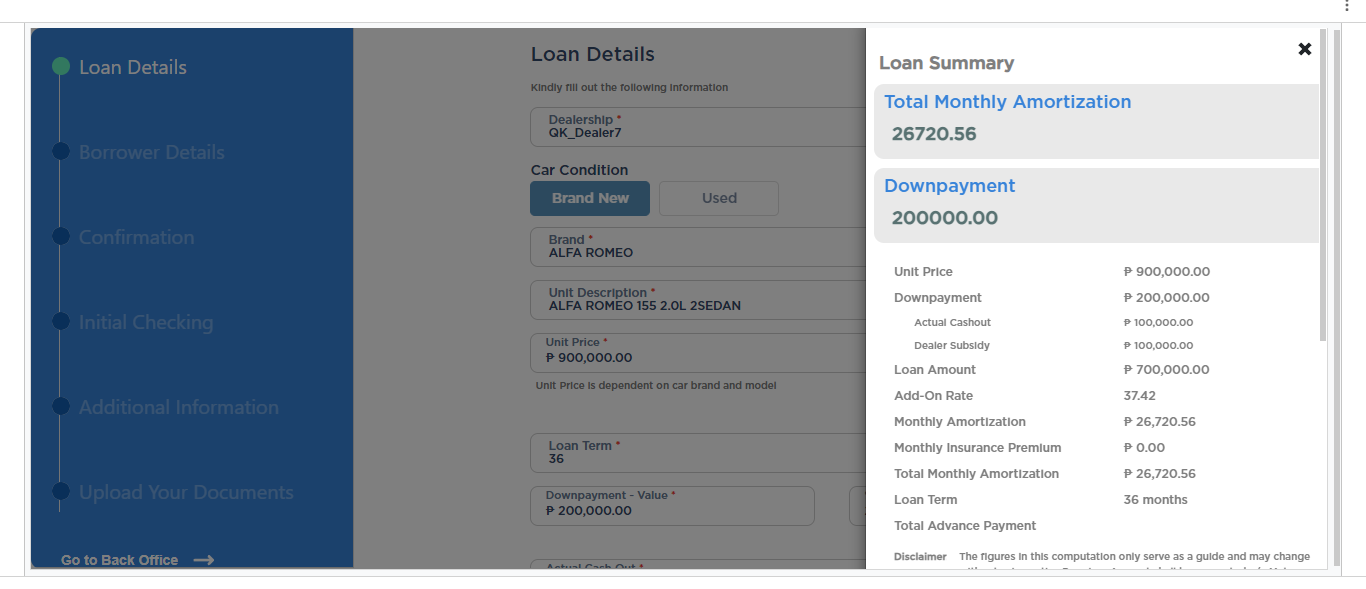 Loan Details
Borrower Details
Confirmation
Initial Checking
Additional Information
Upload Your Documents
Go to Back Office
Loan Details
Kindly fill out the following information
Dealership *
QK_Dealer7
Car Condition
Brand New
Used
Brand *
ALFA ROMEO
Unit Description *
ALFA ROMEO 155 2.0L 2SEDAN
Unit Price *
₱ 900,000.00
Unit Price is dependent on car brand and model
Loan Term *
36
Downpayment - Value *
₱ 200,000.00
Actual Cash Out *
Loan Summary
Total Monthly Amortization
26720.56
Downpayment
200000.00
Unit Price ₱ 900,000.00
Downpayment ₱ 200,000.00
Actual Cashout ₱ 100,000.00
Dealer Subsidy ₱ 100,000.00
Loan Amount ₱ 700,000.00
Add-On Rate 37.42
Monthly Amortization ₱ 26,720.56
Monthly Insurance Premium ₱ 0.00
Total Monthly Amortization ₱ 26,720.56
Loan Term 36 months
Total Advance Payment
Disclaimer The figures in this computation only serve as a guide and may change